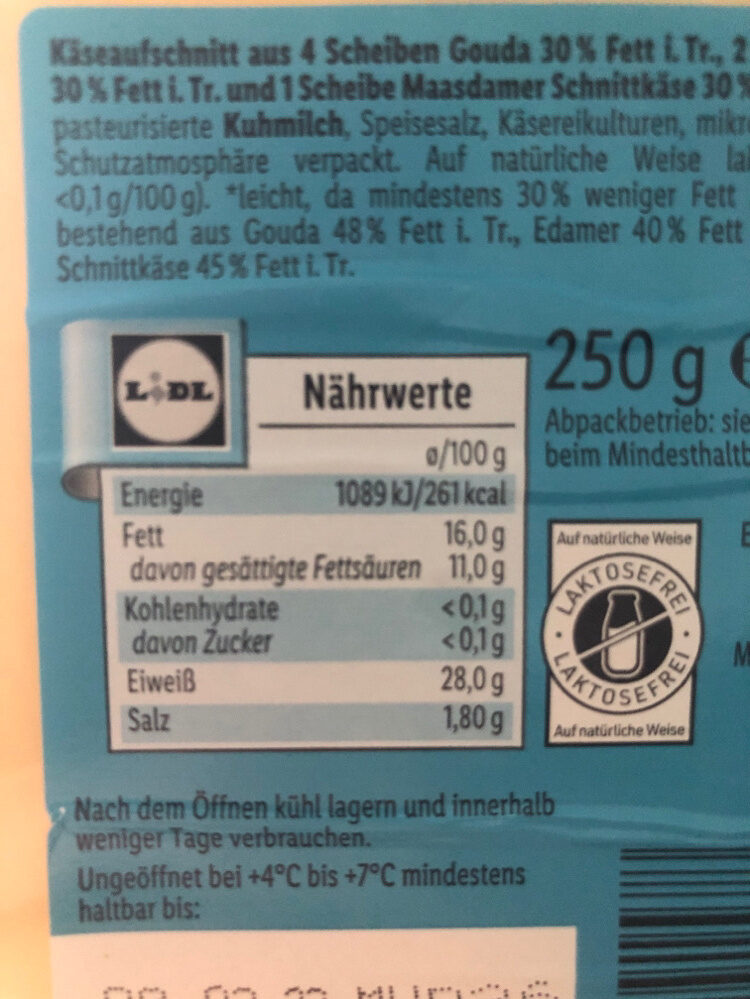 Käseaufschnitt aus 4 Scheiben Gouda 30 % Fett i. Tr., 2
30 % Fett i. Tr. und 1 Scheibe Maasdamer Schnittkäse 30 %
pasteurisierte Kuhmilch, Speisesalz, Käsereikulturen,
Schutzatmosphäre verpackt. Auf natürliche Weise
<0,1 g/100 g). *leicht, da mindestens 30 % weniger Fett
bestehend aus Gouda 48 % Fett i. Tr., Edamer 40 % Fett
Schnittkäse 45 % Fett i. Tr.
LIDL
Nährwerte
ø/100 g
Energie 1089 kJ/261 kcal
Fett 16,0 g
davon gesättigte Fettsäuren 11,0 g
Kohlenhydrate <0,1 g
davon Zucker <0,1 g
Eiweiß 28,0 g
Salz 1,80 g
250 g e
Abpackbetrieb: sie
beim Mindesthaltb
Auf natürliche Weise
LAKTOSEFREI
LAKTOSEFREI
Auf natürliche Weise
Nach dem Öffnen kühl lagern und innerhalb
weniger Tage verbrauchen.
Ungeöffnet bei +4°C bis +7°C mindestens
haltbar bis: